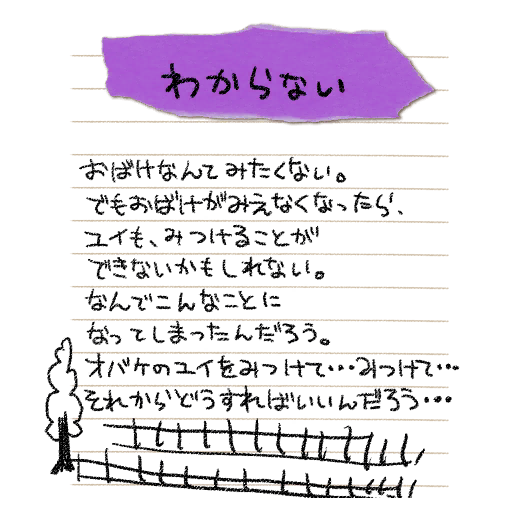 わからない
おばけなんてみたくない。
でもおばけがみえなくなったら、
ユイも、みつけることが
できないかもしれない。
なんでこんなことに
なってしまったんだろう。
オバケのユイをみつけて・・・みつけて・・・
それからどうすればいいんだろう・・・